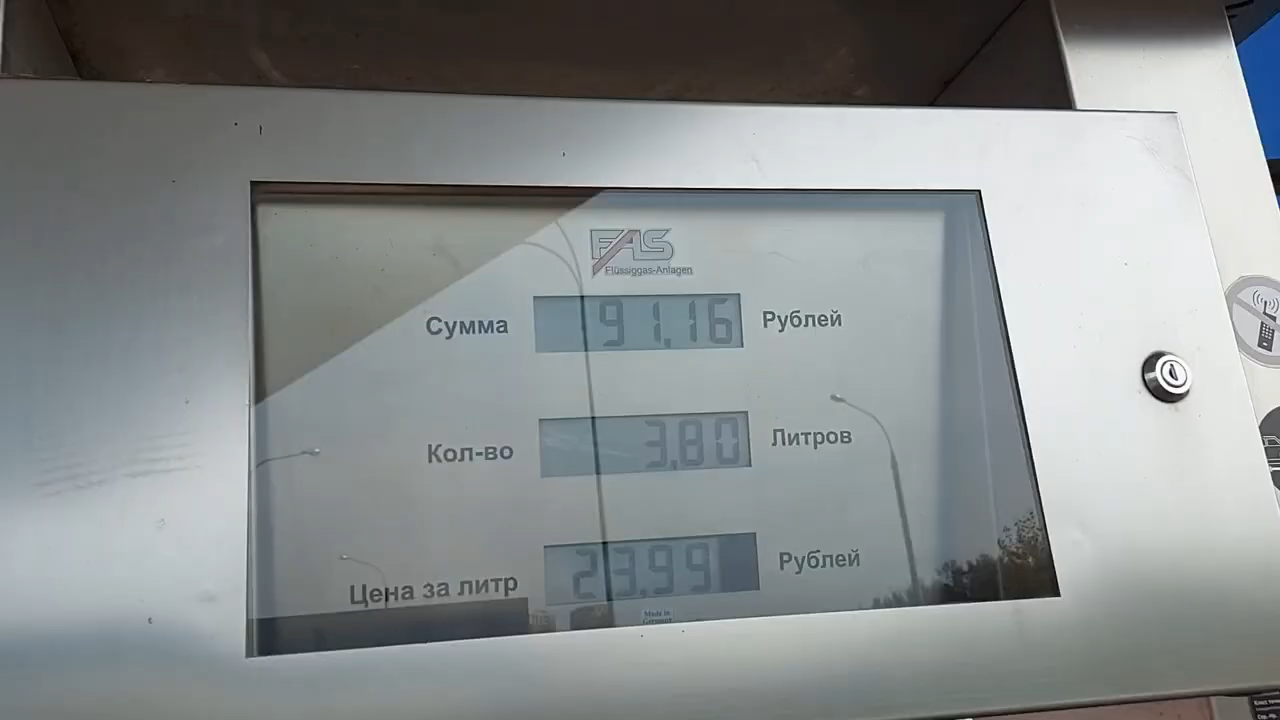 FAS
Flüssiggas-Anlagen
Сумма 91.16 Рублей
Кол-во 3.80 Литров
Цена за литр 23.99 Рублей
Made in
Germany